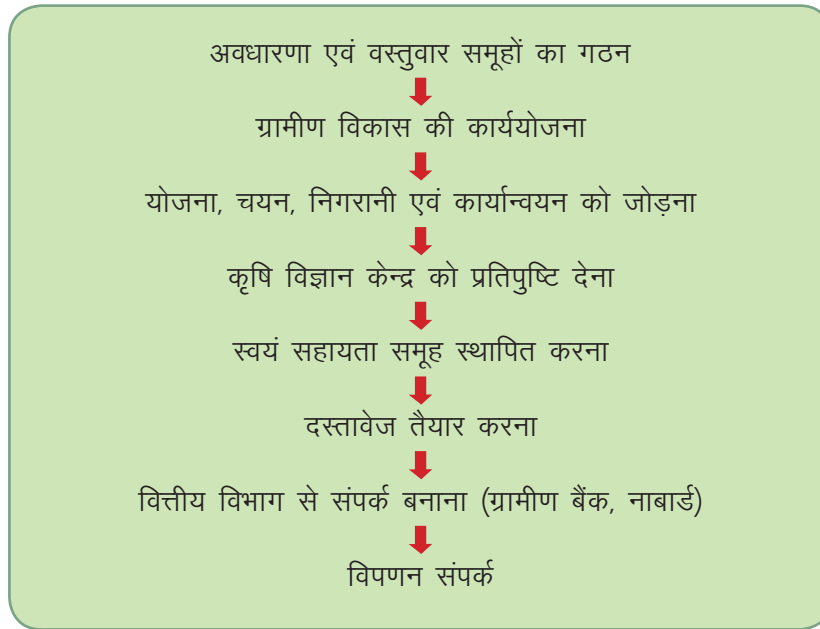 अवधारणा एवं वस्तुवार समूहों का गठन
ग्रामीण विकास की कार्ययोजना
योजना, चयन, निगरानी एवं कार्यान्वयन को जोड़ना
कृषि विज्ञान केन्द्र को प्रतिपुष्टि देना
स्वयं सहायता समूह स्थापित करना
दस्तावेज तैयार करना
वित्तीय विभाग से संपर्क बनाना (ग्रामीण बैंक, नाबार्ड)
विपणन संपर्क